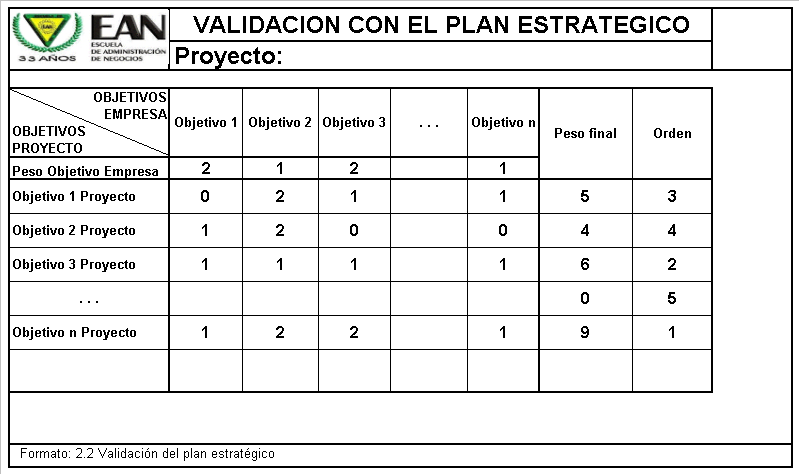 EAN
EAN
ESCUELA
DE ADMINISTRACIÓN
DE NEGOCIOS
33 AÑOS
VALIDACION CON EL PLAN ESTRATEGICO
Proyecto:
OBJETIVOS
EMPRESA
OBJETIVOS
PROYECTO
Objetivo 1 Objetivo 2 Objetivo 3 . . . Objetivo n Peso final Orden
Peso Objetivo Empresa 2 1 2 1
Objetivo 1 Proyecto 0 2 1 1 5 3
Objetivo 2 Proyecto 1 2 0 0 4 4
Objetivo 3 Proyecto 1 1 1 1 6 2
. . . 0 5
Objetivo n Proyecto 1 2 2 1 9 1
Formato: 2.2 Validación del plan estratégico